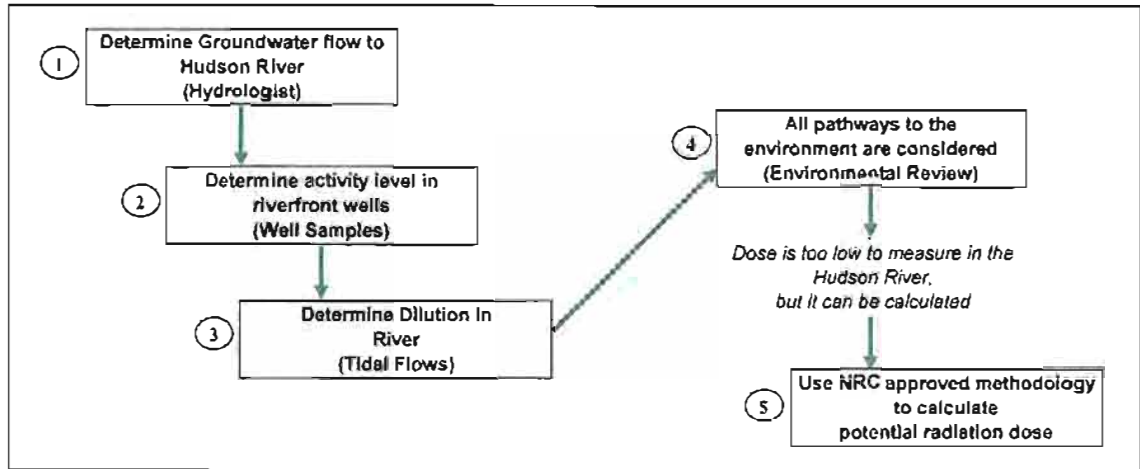 1
Determine Groundwater flow to
Hudson River
(Hydrologist)
2
Determine activity level in
riverfront wells
(Well Samples)
3
Determine Dilution In
River
(Tidal Flows)
4
All pathways to the
environment are considered
(Environmental Review)
Dose is too low to measure in the
Hudson River,
but it can be calculated
5
Use NRC approved methodology
to calculate
potential radiation dose